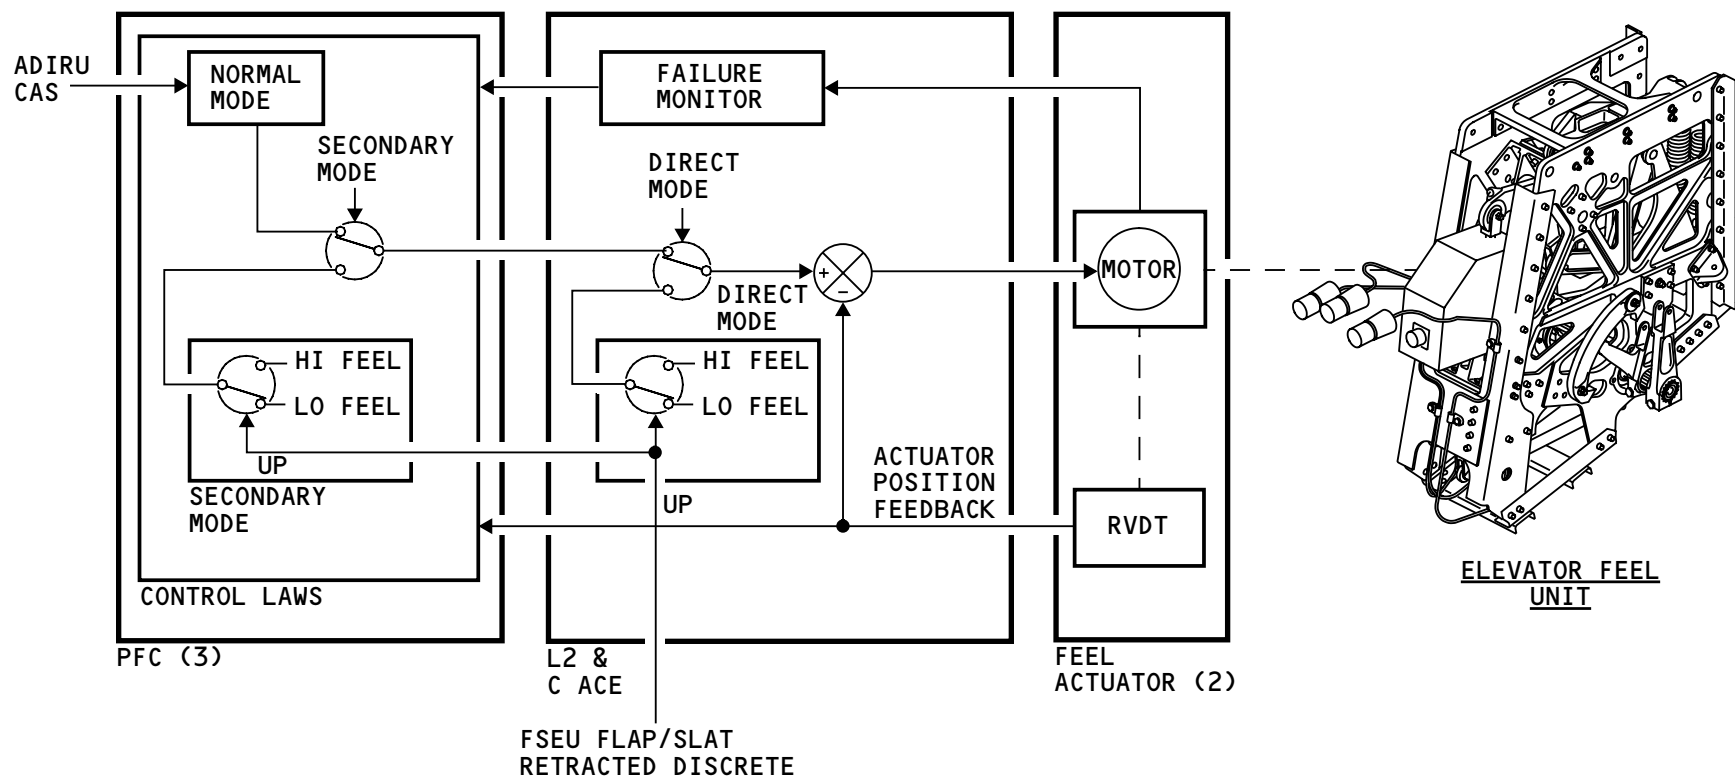 ADIRU
CAS
NORMAL
MODE
SECONDARY
MODE
HI FEEL
LO FEEL
UP
SECONDARY
MODE
CONTROL LAWS
PFC (3)
FAILURE
MONITOR
DIRECT
MODE
+
-
DIRECT
MODE
HI FEEL
LO FEEL
UP
ACTUATOR
POSITION
FEEDBACK
L2 &
C ACE
FSEU FLAP/SLAT
RETRACTED DISCRETE
MOTOR
RVDT
FEEL
ACTUATOR (2)
ELEVATOR FEEL
UNIT